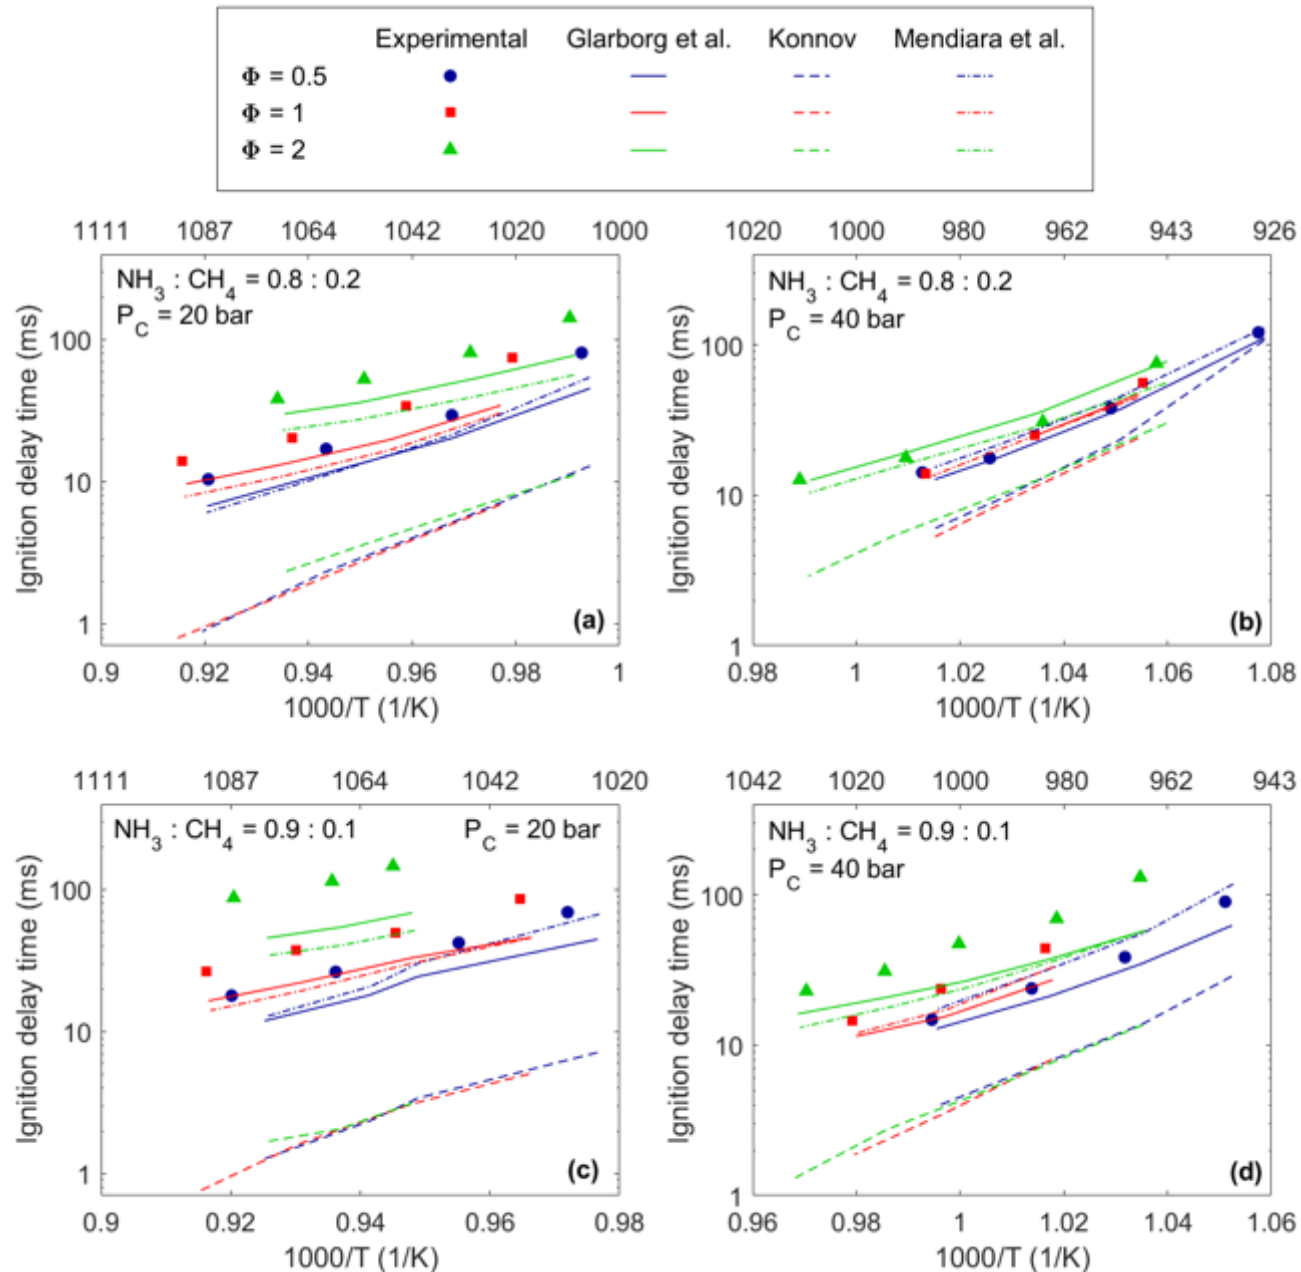 Experimental Glarborg et al. Konnov Mendiara et al.
Φ = 0.5
Φ = 1
Φ = 2
1111 1087 1064 1042 1020 1000
NH3 : CH4 = 0.8 : 0.2
PC = 20 bar
Ignition delay time (ms)
100
10
1
(a)
0.9 0.92 0.94 0.96 0.98 1
1000/T (1/K)
1020 1000 980 962 943 926
NH3 : CH4 = 0.8 : 0.2
PC = 40 bar
Ignition delay time (ms)
100
10
1
(b)
0.98 1 1.02 1.04 1.06 1.08
1000/T (1/K)
1111 1087 1064 1042 1020
NH3 : CH4 = 0.9 : 0.1 PC = 20 bar
Ignition delay time (ms)
100
10
1
(c)
0.9 0.92 0.94 0.96 0.98
1000/T (1/K)
1042 1020 1000 980 962 943
NH3 : CH4 = 0.9 : 0.1
PC = 40 bar
Ignition delay time (ms)
100
10
1
(d)
0.96 0.98 1 1.02 1.04 1.06
1000/T (1/K)